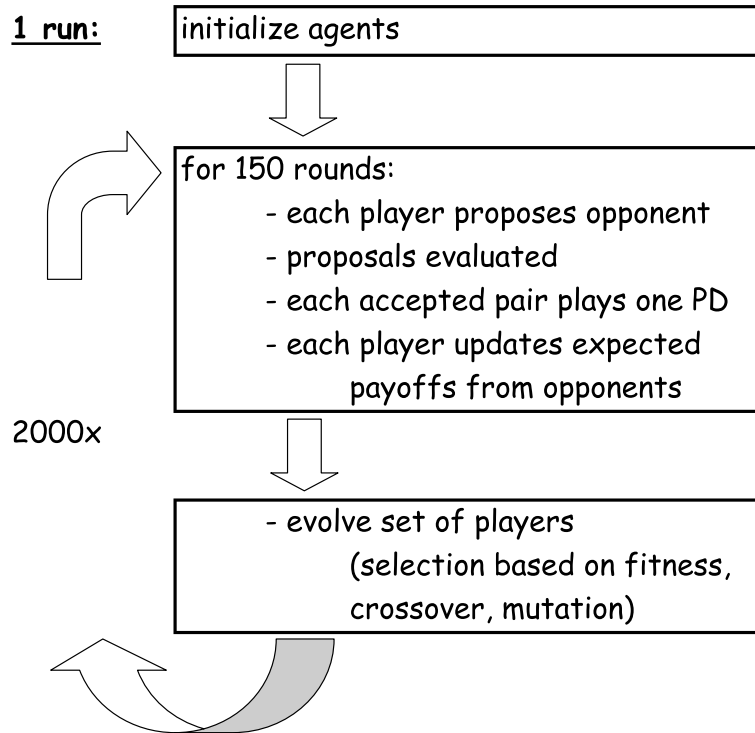 1 run:
initialize agents
for 150 rounds:
- each player proposes opponent
- proposals evaluated
- each accepted pair plays one PD
- each player updates expected
payoffs from opponents
2000x
- evolve set of players
(selection based on fitness,
crossover, mutation)